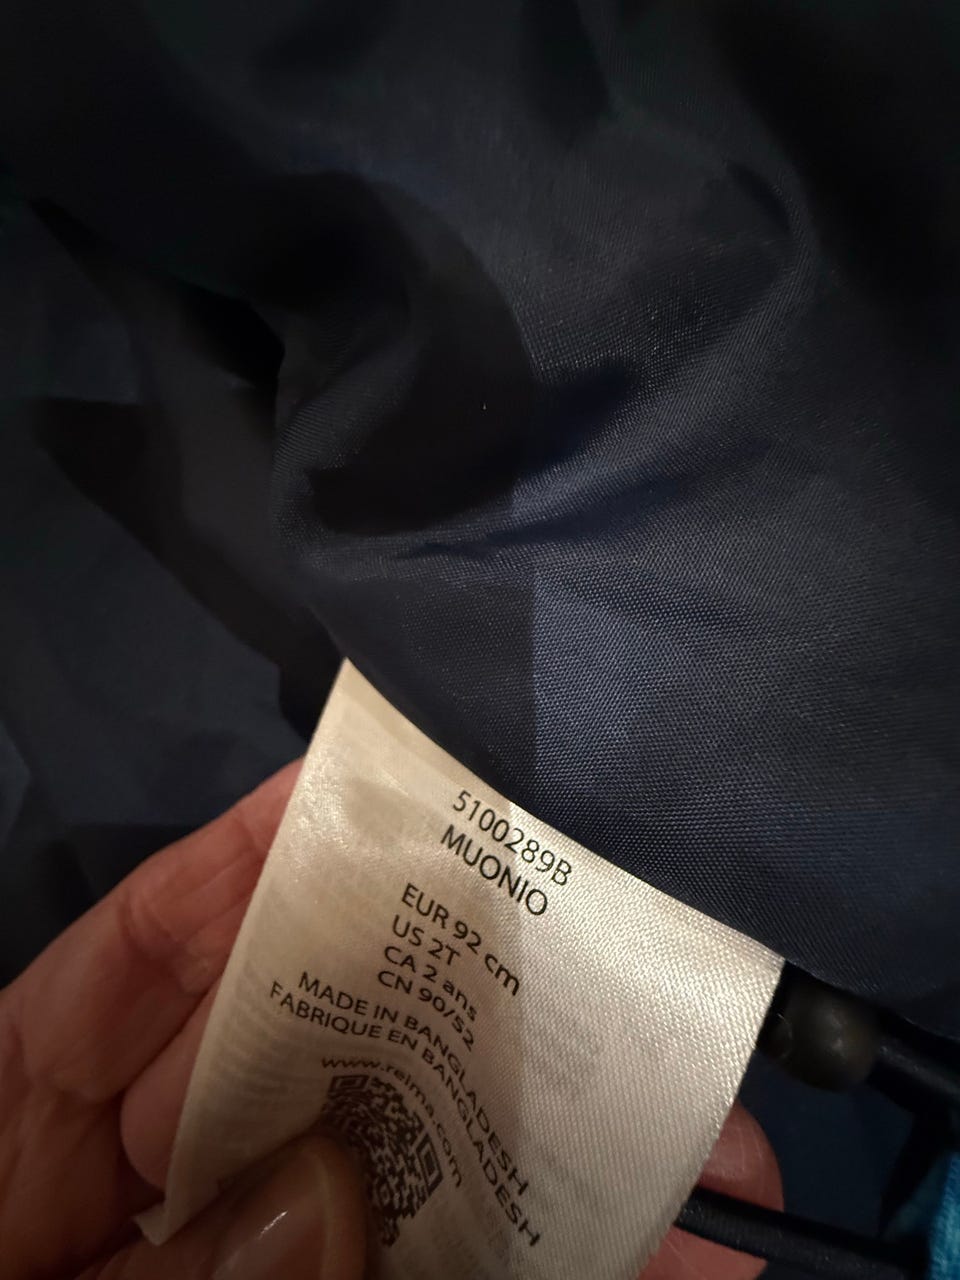 5100289B
MUONIO
EUR 92 cm
US 2T
CA 2 ans
CN 90/52
MADE IN BANGLADESH
FABRIQUE EN BANGLADESH
www.reima.com